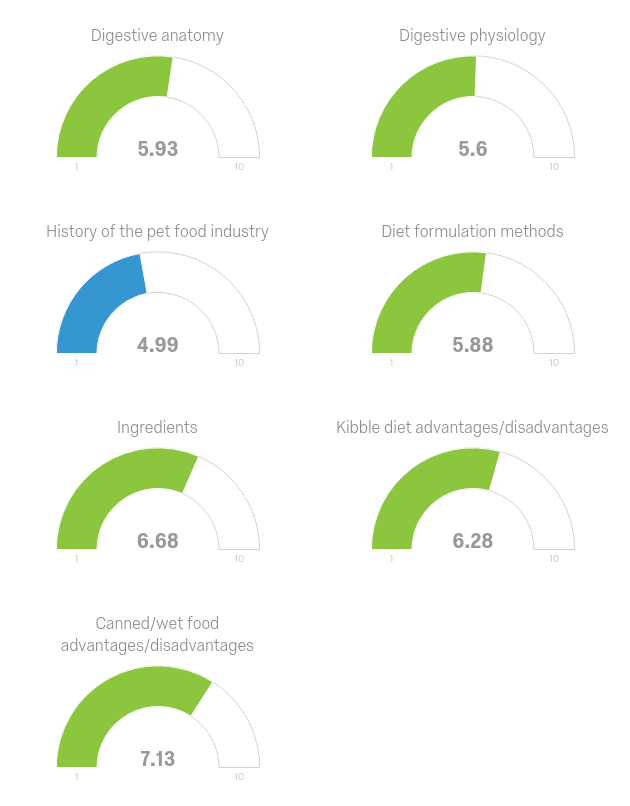 Digestive anatomy
5.93
1
10
Digestive physiology
5.6
1
10
History of the pet food industry
4.99
1
10
Diet formulation methods
5.88
1
10
Ingredients
6.68
1
10
Kibble diet advantages/disadvantages
6.28
1
10
Canned/wet food
advantages/disadvantages
7.13
1
10